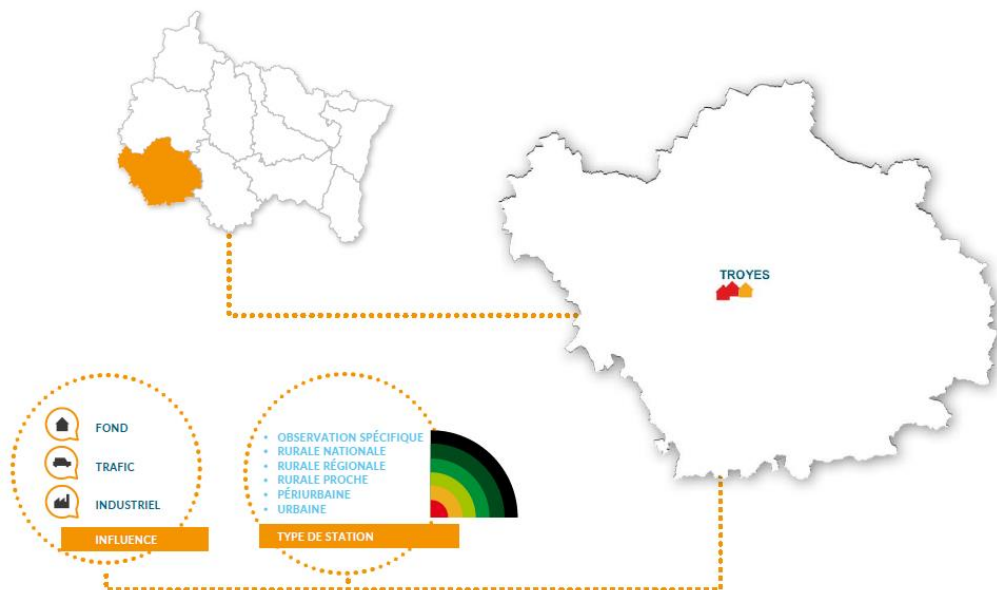 TROYES
FOND
TRAFIC
INDUSTRIEL
INFLUENCE
OBSERVATION SPÉCIFIQUE
RURALE NATIONALE
RURALE RÉGIONALE
RURALE PROCHE
PÉRIURBAINE
URBAINE
TYPE DE STATION